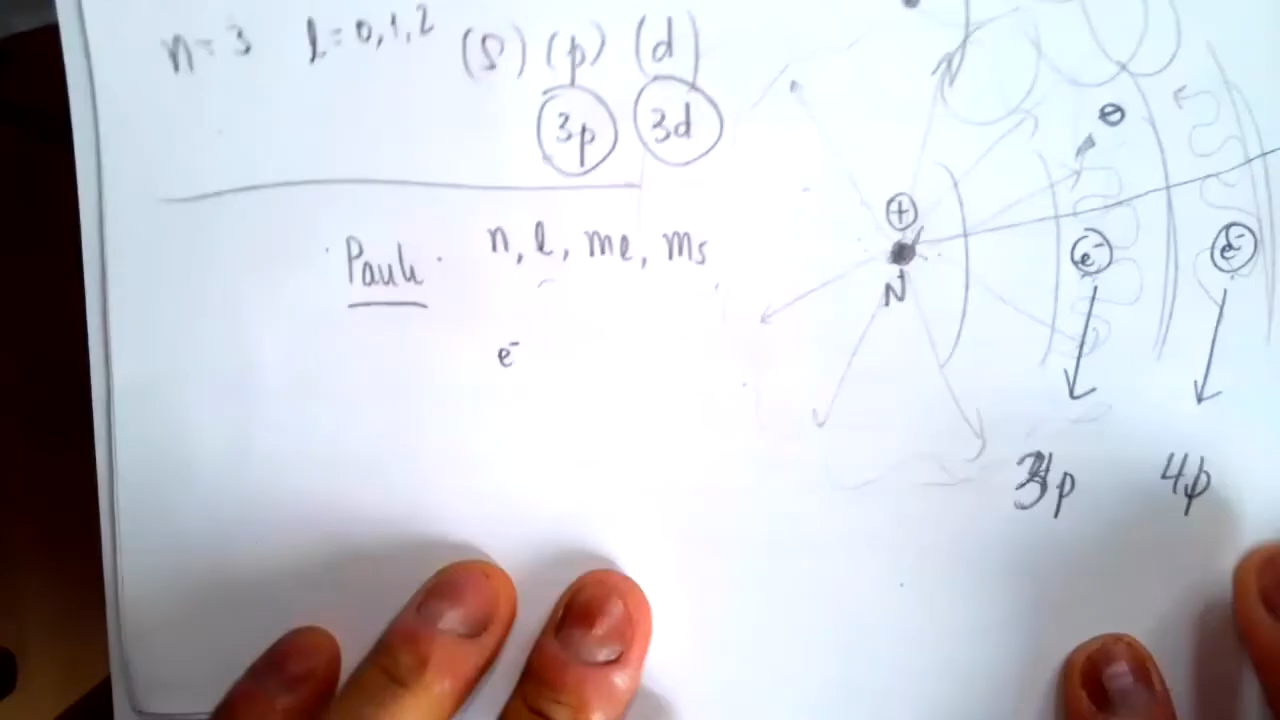 n = 3 l = 0, 1, 2 (s) (p) (d)
3p 3d
Pauli: n, l, ml, ms
e⁻
⊖
⊕
N
e⁻ e⁻
3p 4p